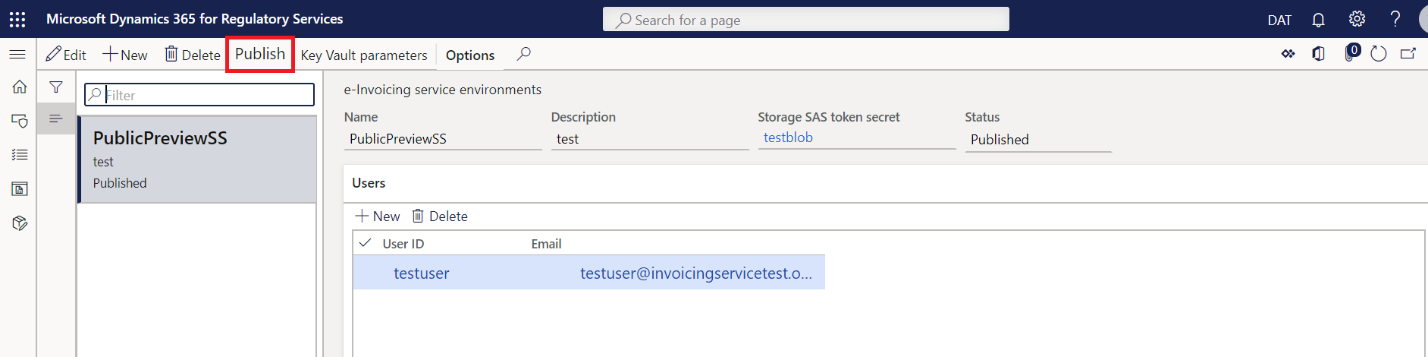 Microsoft Dynamics 365 for Regulatory Services Search for a page DAT
Edit New Delete Publish Key Vault parameters Options 0
Filter
PublicPreviewSS
test
Published
e-Invoicing service environments
Name Description Storage SAS token secret Status
PublicPreviewSS test testblob Published
Users
New Delete
User ID Email
testuser testuser@invoicingservicetest.o...